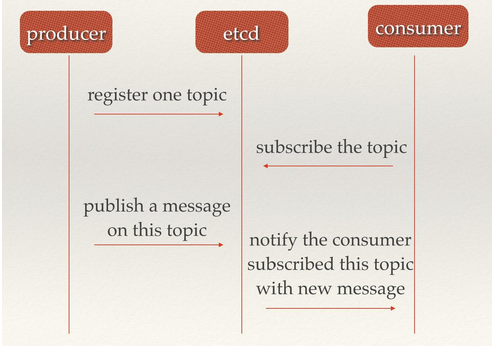 producer
etcd
consumer
register one topic
subscribe the topic
publish a message
on this topic
notify the consumer
subscribed this topic
with new message